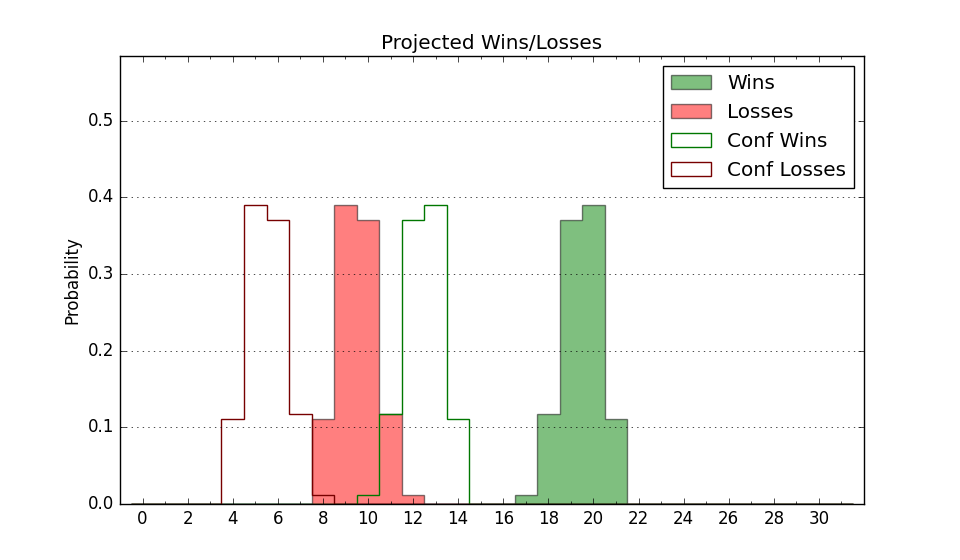 Projected Wins/Losses
Wins
Losses
Conf Wins
Conf Losses
Probability
0.5
0.4
0.3
0.2
0.1
0.0
0 2 4 6 8 10 12 14 16 18 20 22 24 26 28 30